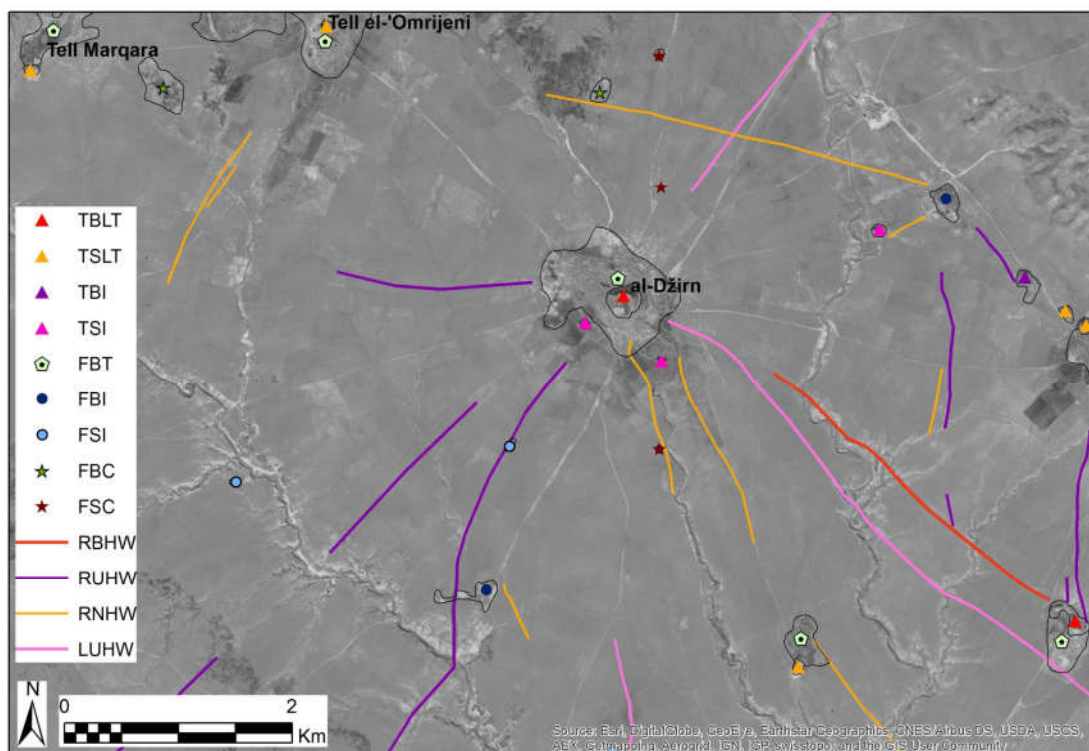 Tell el-'Omrijeni
Tell Marqara
al-Džirn
TBLT
TSLT
TBI
TSI
FBT
FBI
FSI
FBC
FSC
RBHW
RUHW
RNHW
LUHW
N
0 2
Km
Source: Esri, DigitalGlobe, GeoEye, Earthstar Geographics, CNES/Airbus DS, USDA, USGS,
AEX, Getmapping, Aerogrid, IGN, IGP, swisstopo, and the GIS User Community